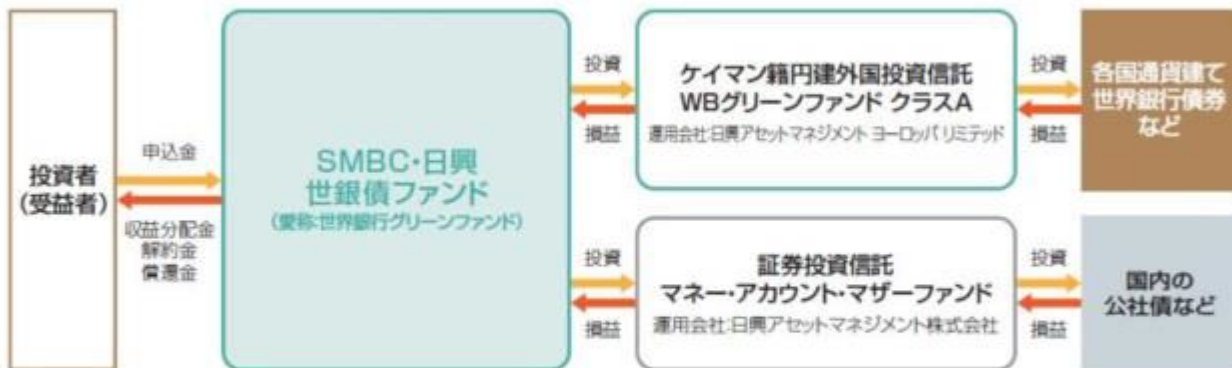 投資者
(受益者)
申込金
収益分配金
解約金
償還金
SMBC・日興
世銀債ファンド
(愛称:世界銀行グリーンファンド)
投資
損益
ケイマン籍円建外国投資信託
WBグリーンファンド クラスA
運用会社:日興アセットマネジメント ヨーロッパ リミテッド
投資
損益
各国通貨建て
世界銀行債券
など
投資
損益
証券投資信託
マネー・アカウント・マザーファンド
運用会社:日興アセットマネジメント株式会社
投資
損益
国内の
公社債など